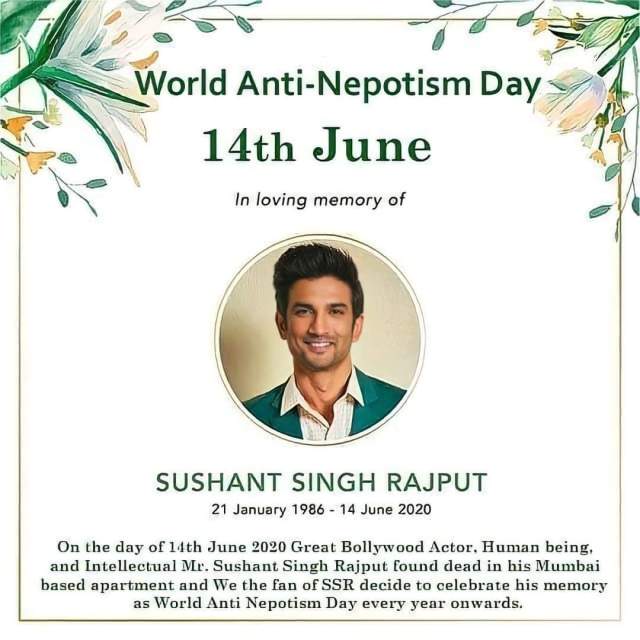 World Anti-Nepotism Day
14th June
In loving memory of
SUSHANT SINGH RAJPUT
21 January 1986 - 14 June 2020
On the day of 14th June 2020 Great Bollywood Actor, Human being,
and Intellectual Mr. Sushant Singh Rajput found dead in his Mumbai
based apartment and We the fan of SSR decide to celebrate his memory
as World Anti Nepotism Day every year onwards.